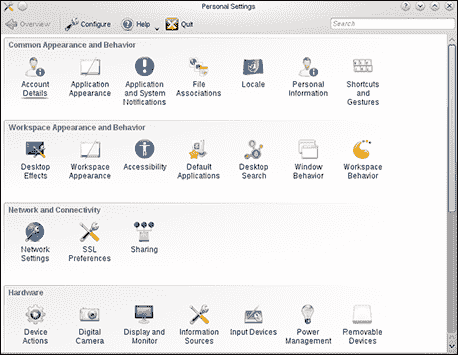 Personal Settings
Overview Configure Help Quit Search
Common Appearance and Behavior
Account Details
Application Appearance
Application and System Notifications
File Associations
Locale
Personal Information
Shortcuts and Gestures
Workspace Appearance and Behavior
Desktop Effects
Workspace Appearance
Accessibility
Default Applications
Desktop Search
Window Behavior
Workspace Behavior
Network and Connectivity
Network Settings
SSL Preferences
Sharing
Hardware
Device Actions
Digital Camera
Display and Monitor
Information Sources
Input Devices
Power Management
Removable Devices